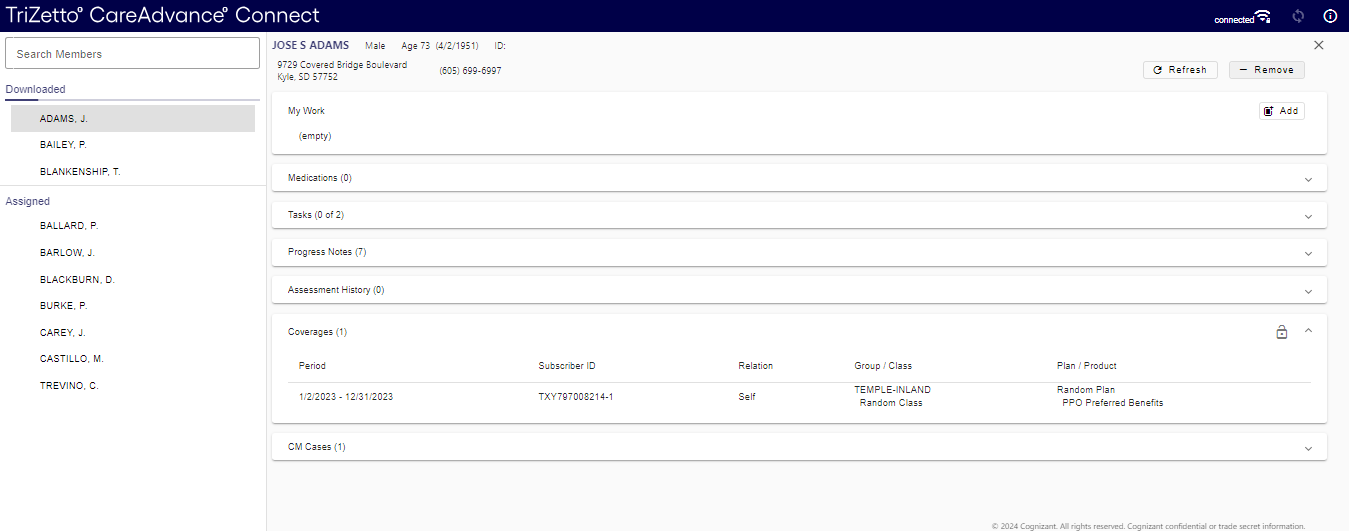 TriZetto® CareAdvance® Connect
connected
Search Members
Downloaded
ADAMS, J.
BAILEY, P.
BLANKENSHIP, T.
Assigned
BALLARD, P.
BARLOW, J.
BLACKBURN, D.
BURKE, P.
CAREY, J.
CASTILLO, M.
TREVINO, C.
JOSE S ADAMS Male Age 73 (4/2/1951) ID:
9729 Covered Bridge Boulevard
Kyle, SD 57752
(605) 699-6997
Refresh
Remove
My Work
Add
(empty)
Medications (0)
Tasks (0 of 2)
Progress Notes (7)
Assessment History (0)
Coverages (1)
Period Subscriber ID Relation Group / Class Plan / Product
1/2/2023 - 12/31/2023 TXY797008214-1 Self TEMPLE-INLAND Random Plan
Random Class PPO Preferred Benefits
CM Cases (1)
© 2024 Cognizant. All rights reserved. Cognizant confidential or trade secret information.